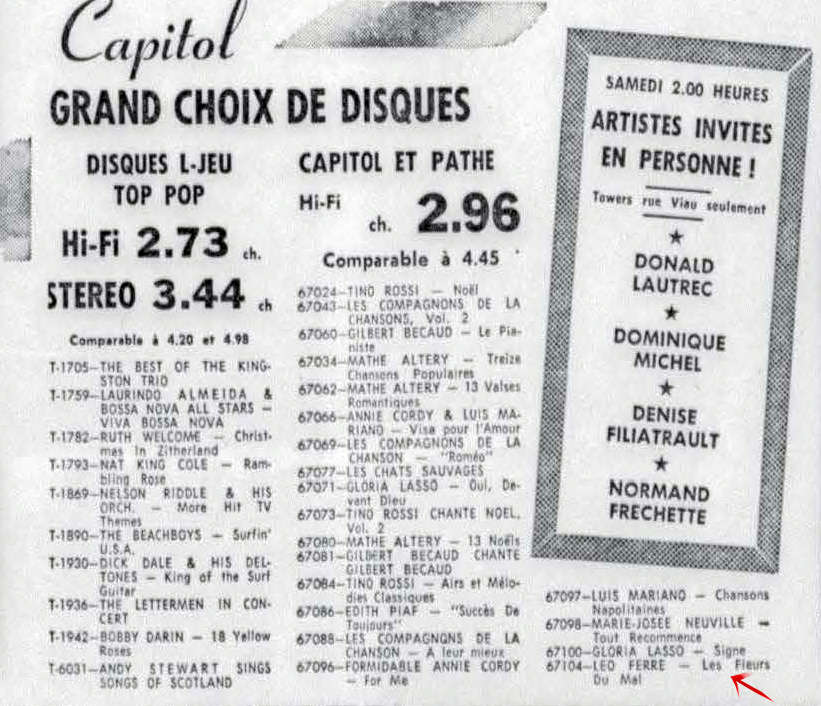 Capitol
GRAND CHOIX DE DISQUES
DISQUES L-JEU
TOP POP
Hi-Fi 2.73 ch.
STEREO 3.44 ch
Comparable à 4.20 et 4.98
T-1705—THE BEST OF THE KING-
STON TRIO
T-1759—LAURINDO ALMEIDA &
BOSSA NOVA ALL STARS —
VIVA BOSSA NOVA
T-1782—RUTH WELCOME — Christ-
mas In Zitherland
T-1793—NAT KING COLE — Ram-
bling Rose
T-1869—NELSON RIDDLE & HIS
ORCH. — More Hit TV
Themes
T-1890—THE BEACHBOYS — Surfin'
U.S.A.
T-1930—DICK DALE & HIS DEL-
TONES — King of the Surf
Guitar
T-1936—THE LETTERMEN IN CON-
CERT
T-1942—BOBBY DARIN — 18 Yellow
Roses
T-6031—ANDY STEWART SINGS
SONGS OF SCOTLAND
CAPITOL ET PATHE
Hi-Fi
ch. 2.96
Comparable à 4.45
67024—TINO ROSSI — Noël
67043—LES COMPAGNONS DE LA
CHANSONS, Vol. 2
67060—GILBERT BECAUD — Le Pia-
niste
67034—MATHE ALTERY — Treize
Chansons Populaires
67062—MATHE ALTERY — 13 Valses
Romantiques
67066—ANNIE CORDY & LUIS MA-
RIANO — Visa pour l'Amour
67069—LES COMPAGNONS DE LA
CHANSON — "Roméo"
67077—LES CHATS SAUVAGES
67071—GLORIA LASSO — Oui, De-
vant Dieu
67073—TINO ROSSI CHANTE NOEL,
Vol. 2
67080—MATHE ALTERY — 13 Noëls
67081—GILBERT BECAUD CHANTE
GILBERT BECAUD
67084—TINO ROSSI — Airs et Mélo-
dies Classiques
67086—EDITH PIAF — "Succès De
Toujours"
67088—LES COMPAGNONS DE LA
CHANSON — A leur mieux
67096—FORMIDABLE ANNIE CORDY
— For Me
SAMEDI 2.00 HEURES
ARTISTES INVITES
EN PERSONNE !
Towers rue Viau seulement
★
DONALD
LAUTREC
★
DOMINIQUE
MICHEL
★
DENISE
FILIATRAULT
★
NORMAND
FRECHETTE
67097—LUIS MARIANO — Chansons
Napolitaines
67098—MARIE-JOSEE NEUVILLE —
Tout Recommence
67100—GLORIA LASSO — Signe
67104—LEO FERRE — Les Fleurs
Du Mal